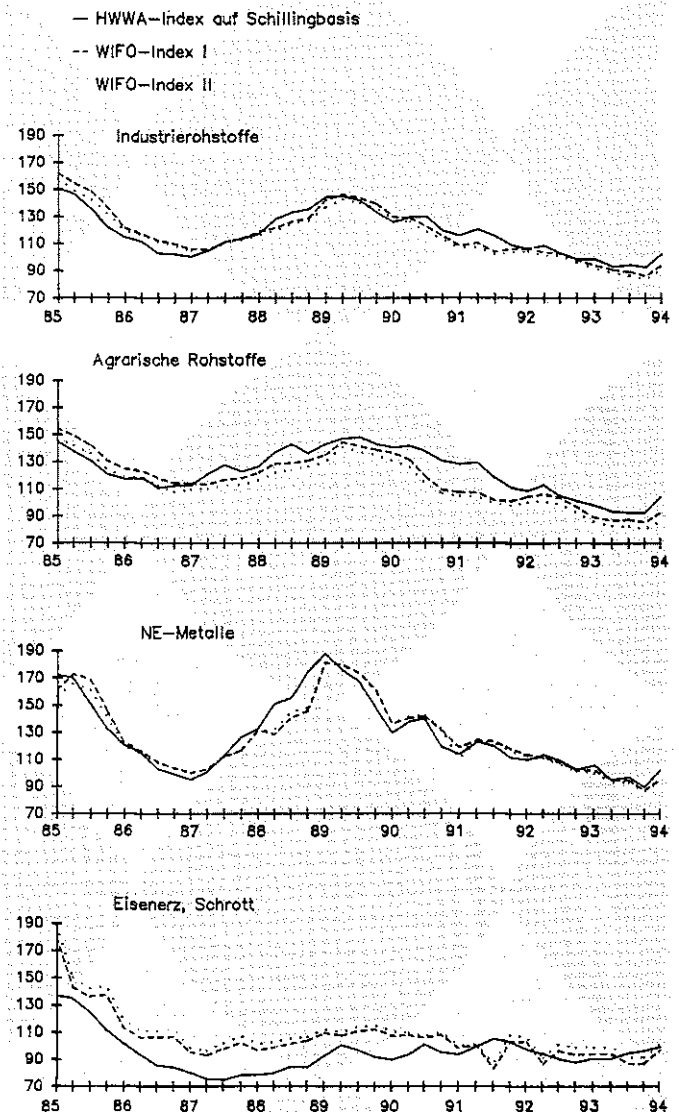 — HWWA-Index auf Schillingbasis
--- WIFO-Index I
WIFO-Index II
Industrierohstoffe
190
170
150
130
110
90
70
85 86 87 88 89 90 91 92 93 94
Agrarische Rohstoffe
190
170
150
130
110
90
70
85 86 87 88 89 90 91 92 93 94
NE-Metalle
190
170
150
130
110
90
70
85 86 87 88 89 90 91 92 93 94
Eisenerz, Schrott
190
170
150
130
110
90
70
85 86 87 88 89 90 91 92 93 94